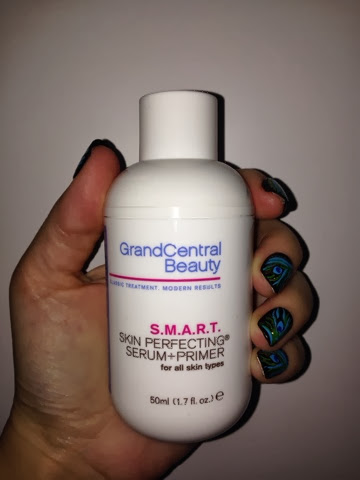 GrandCentral
Beauty
CLASSIC TREATMENT. MODERN RESULTS
S.M.A.R.T.
SKIN PERFECTING®
SERUM+PRIMER
for all skin types
50ml (1.7 fl. oz.) e